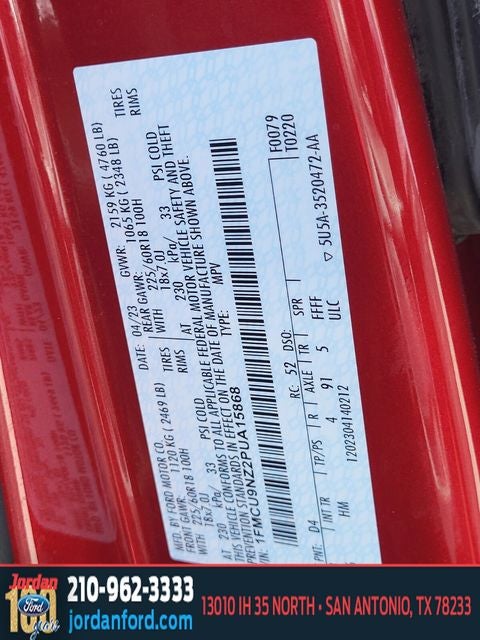 MFD. BY FORD MOTOR CO.
DATE: 04/23 GVWR: 2159 KG ( 4760 LB)
FRONT GAWR: 1120 KG ( 2469 LB) REAR GAWR: 1065 KG ( 2348 LB)
WITH 225/60R18 100H TIRES WITH 225/60R18 100H TIRES
18x7.0J RIMS 18x7.0J RIMS
AT 230 kPa/ 33 PSI COLD AT 230 kPa/ 33 PSI COLD
THIS VEHICLE CONFORMS TO ALL APPLICABLE FEDERAL MOTOR VEHICLE SAFETY AND THEFT
PREVENTION STANDARDS IN EFFECT ON THE DATE OF MANUFACTURE SHOWN ABOVE.
VIN: 1FMCU9NZ2PUA15868 TYPE: MPV
F0079
T0220
PNT: D4 RC: 52 DSO:
INT TR TP/PS R AXLE TR SPR
HM 4 91 5 FFFF
1202304140212 ULC
5U5A-3520472-AA
Jordan
100
Ford
210-962-3333
jordanford.com
13010 IH 35 NORTH • SAN ANTONIO, TX 78233